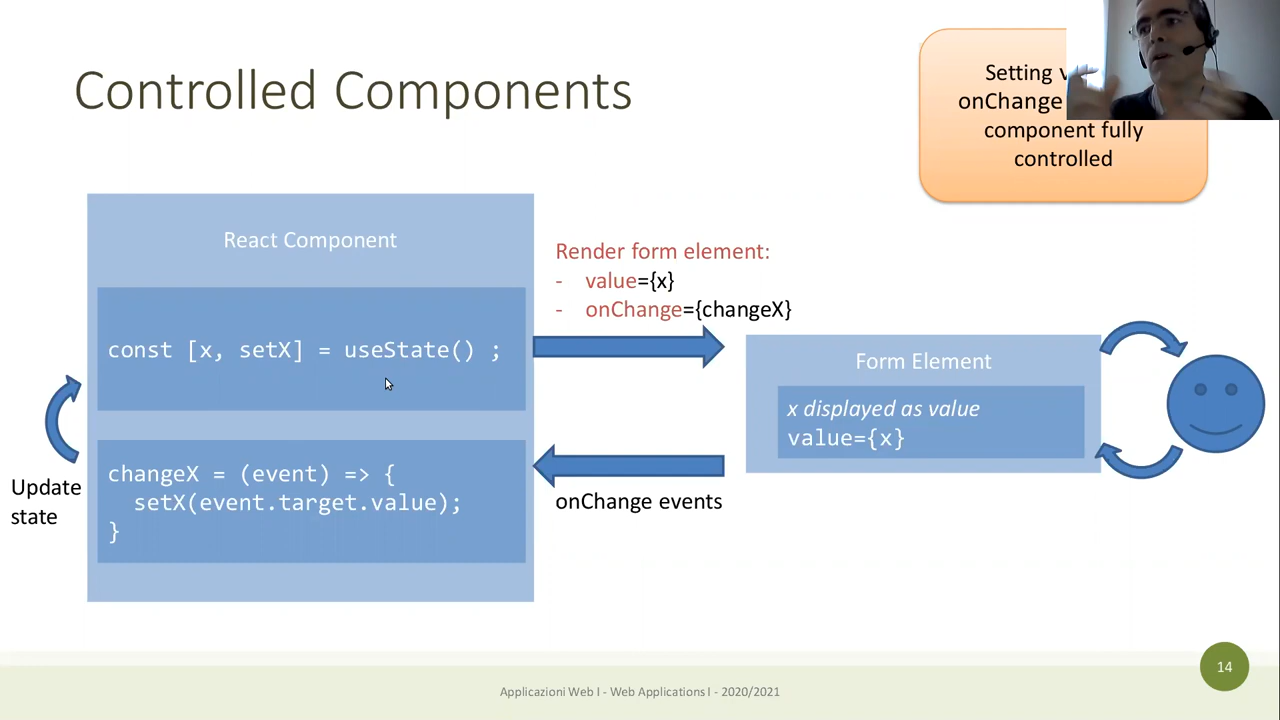 Controlled Components
Setting
onChange
component fully
controlled
React Component
const [x, setX] = useState() ;
changeX = (event) => {
setX(event.target.value);
}
Update
state
Render form element:
- value={x}
- onChange={changeX}
onChange events
Form Element
x displayed as value
value={x}
14
Applicazioni Web I - Web Applications I - 2020/2021